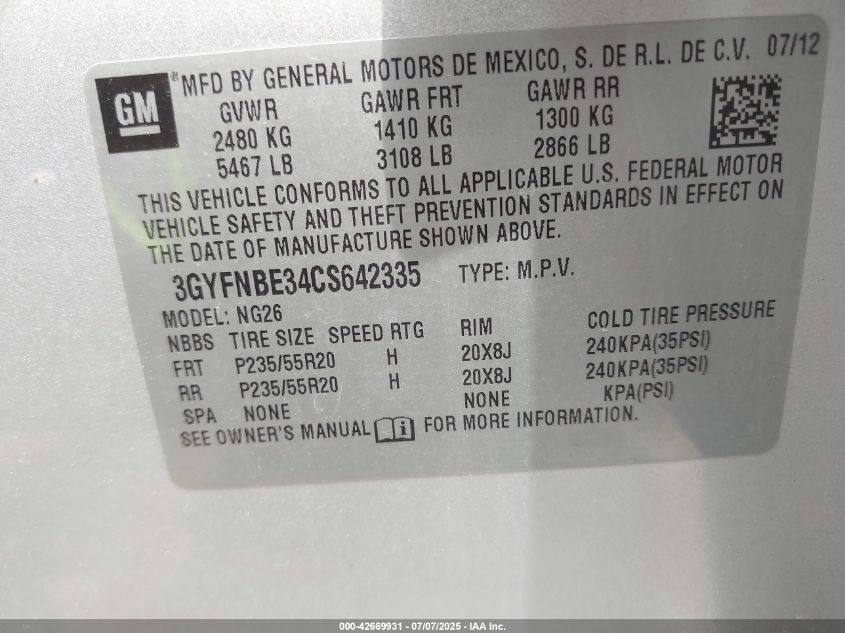 GM ® MFD BY GENERAL MOTORS DE MEXICO, S. DE R.L. DE C.V. 07/12
GVWR GAWR FRT GAWR RR
2480 KG 1410 KG 1300 KG
5467 LB 3108 LB 2866 LB
THIS VEHICLE CONFORMS TO ALL APPLICABLE U.S. FEDERAL MOTOR
VEHICLE SAFETY AND THEFT PREVENTION STANDARDS IN EFFECT ON
THE DATE OF MANUFACTURE SHOWN ABOVE.
3GYFNBE34CS642335 TYPE: M.P.V.
MODEL: NG26
NBBS TIRE SIZE SPEED RTG RIM COLD TIRE PRESSURE
FRT P235/55R20 H 20X8J 240KPA(35PSI)
RR P235/55R20 H 20X8J 240KPA(35PSI)
SPA NONE NONE KPA(PSI)
SEE OWNER'S MANUAL i FOR MORE INFORMATION.
000-42669931 - 07/07/2025 - IAA Inc.